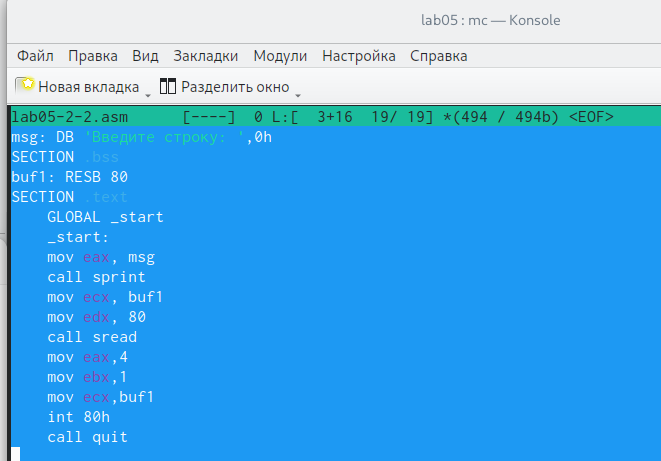 lab05 : mc — Konsole
Файл Правка Вид Закладки Модули Настройка Справка
Новая вкладка Разделить окно
lab05-2-2.asm [----] 0 L:[ 3+16 19/ 19] *(494 / 494b) <EOF>
msg: DB 'Введите строку: ',0h
SECTION .bss
buf1: RESB 80
SECTION .text
GLOBAL _start
_start:
mov eax, msg
call sprint
mov ecx, buf1
mov edx, 80
call sread
mov eax,4
mov ebx,1
mov ecx,buf1
int 80h
call quit